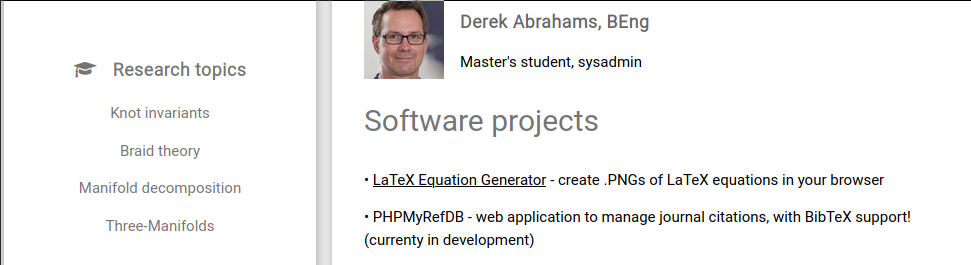 Research topics
Knot invariants
Braid theory
Manifold decomposition
Three-Manifolds
Derek Abrahams, BEng
Master's student, sysadmin
Software projects
• LaTeX Equation Generator - create .PNGs of LaTeX equations in your browser
• PHPMyRefDB - web application to manage journal citations, with BibTeX support!
(currenty in development)